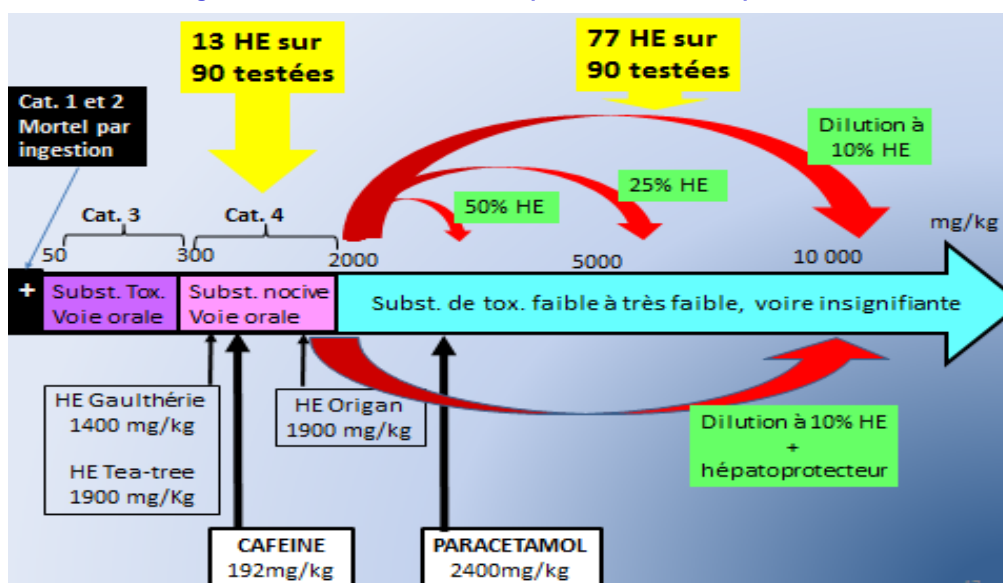 13 HE sur
90 testées
77 HE sur
90 testées
Cat. 1 et 2
Mortel par
ingestion
Dilution à
10% HE
25% HE
50% HE
Cat. 3
Cat. 4
mg/kg
50
300
2000
5000
10 000
+
Subst. Tox.
Voie orale
Subst. nocive
Voie orale
Subst. de tox. faible à très faible, voire insignifiante
HE Gaulthérie
1400 mg/kg
HE Tea-tree
1900 mg/Kg
HE Origan
1900 mg/kg
Dilution à 10% HE
+
hépatoprotecteur
CAFEINE
192mg/kg
PARACETAMOL
2400mg/kg